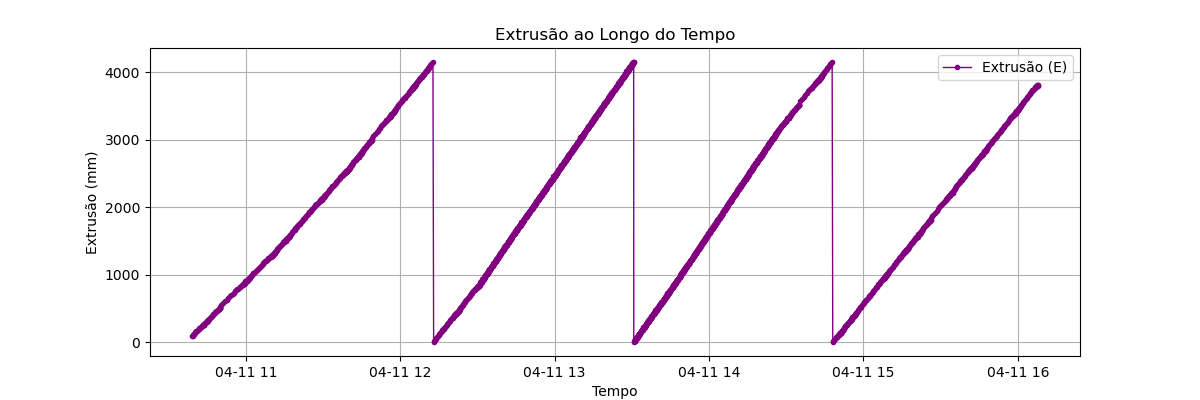 Extrusão ao Longo do Tempo
Extrusão (E)
Extrusão (mm)
4000
3000
2000
1000
0
04-11 11
04-11 12
04-11 13
04-11 14
04-11 15
04-11 16
Tempo